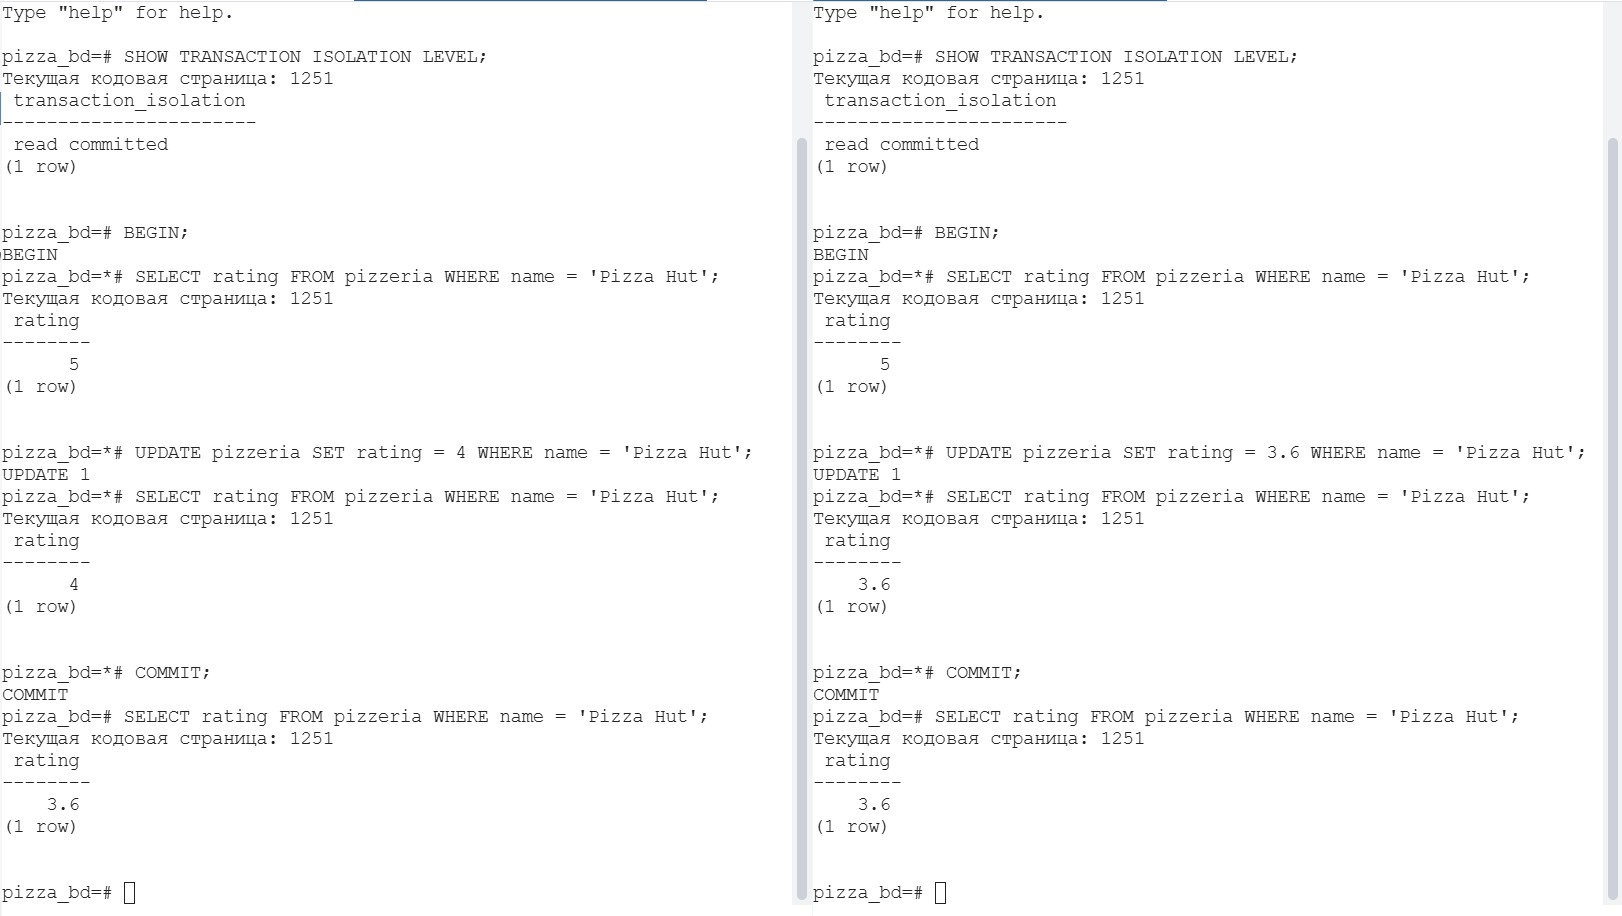 Type "help" for help.
pizza_bd=# SHOW TRANSACTION ISOLATION LEVEL;
Текущая кодовая страница: 1251
 transaction_isolation
-----------------------
 read committed
(1 row)
pizza_bd=# BEGIN;
BEGIN
pizza_bd=*# SELECT rating FROM pizzeria WHERE name = 'Pizza Hut';
Текущая кодовая страница: 1251
 rating
--------
      5
(1 row)
pizza_bd=*# UPDATE pizzeria SET rating = 4 WHERE name = 'Pizza Hut';
UPDATE 1
pizza_bd=*# SELECT rating FROM pizzeria WHERE name = 'Pizza Hut';
Текущая кодовая страница: 1251
 rating
--------
      4
(1 row)
pizza_bd=*# COMMIT;
COMMIT
pizza_bd=# SELECT rating FROM pizzeria WHERE name = 'Pizza Hut';
Текущая кодовая страница: 1251
 rating
--------
    3.6
(1 row)
pizza_bd=#
Type "help" for help.
pizza_bd=# SHOW TRANSACTION ISOLATION LEVEL;
Текущая кодовая страница: 1251
 transaction_isolation
-----------------------
 read committed
(1 row)
pizza_bd=# BEGIN;
BEGIN
pizza_bd=*# SELECT rating FROM pizzeria WHERE name = 'Pizza Hut';
Текущая кодовая страница: 1251
 rating
--------
      5
(1 row)
pizza_bd=*# UPDATE pizzeria SET rating = 3.6 WHERE name = 'Pizza Hut';
UPDATE 1
pizza_bd=*# SELECT rating FROM pizzeria WHERE name = 'Pizza Hut';
Текущая кодовая страница: 1251
 rating
--------
    3.6
(1 row)
pizza_bd=*# COMMIT;
COMMIT
pizza_bd=# SELECT rating FROM pizzeria WHERE name = 'Pizza Hut';
Текущая кодовая страница: 1251
 rating
--------
    3.6
(1 row)
pizza_bd=#